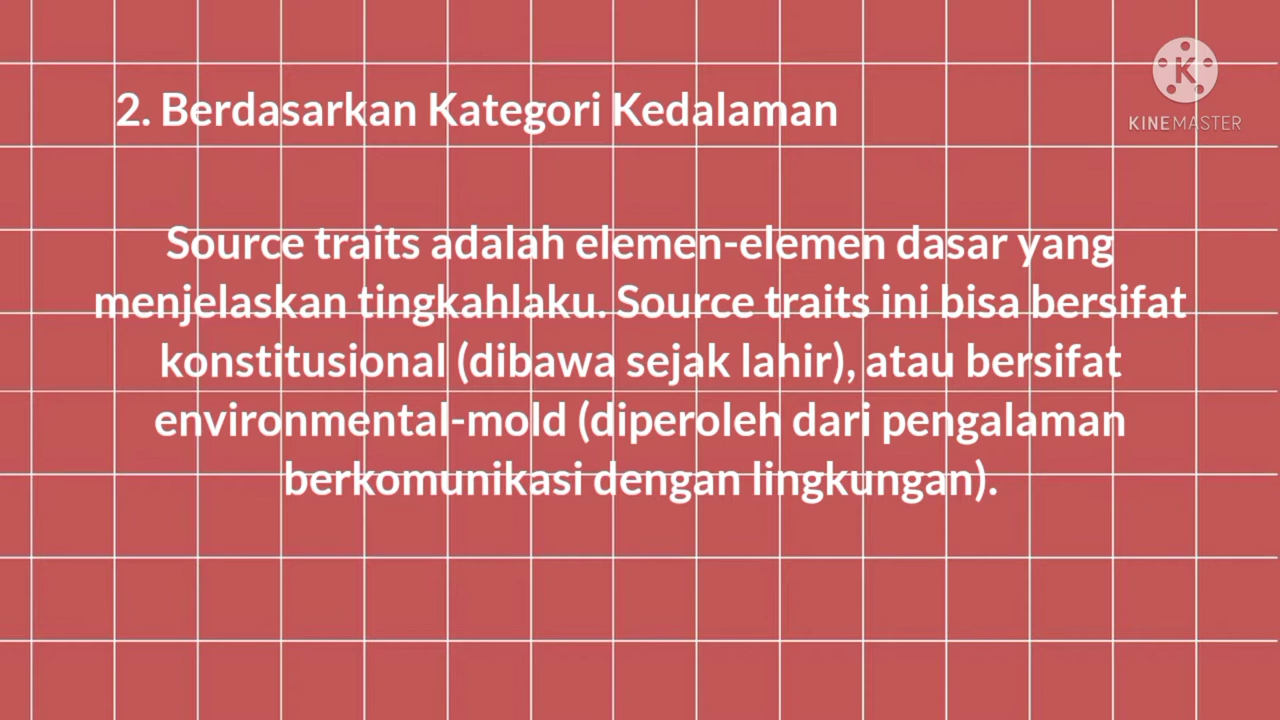 2. Berdasarkan Kategori Kedalaman
KINEMASTER
Source traits adalah elemen-elemen dasar yang
menjelaskan tingkahlaku. Source traits ini bisa bersifat
konstitusional (dibawa sejak lahir), atau bersifat
environmental-mold (diperoleh dari pengalaman
berkomunikasi dengan lingkungan).